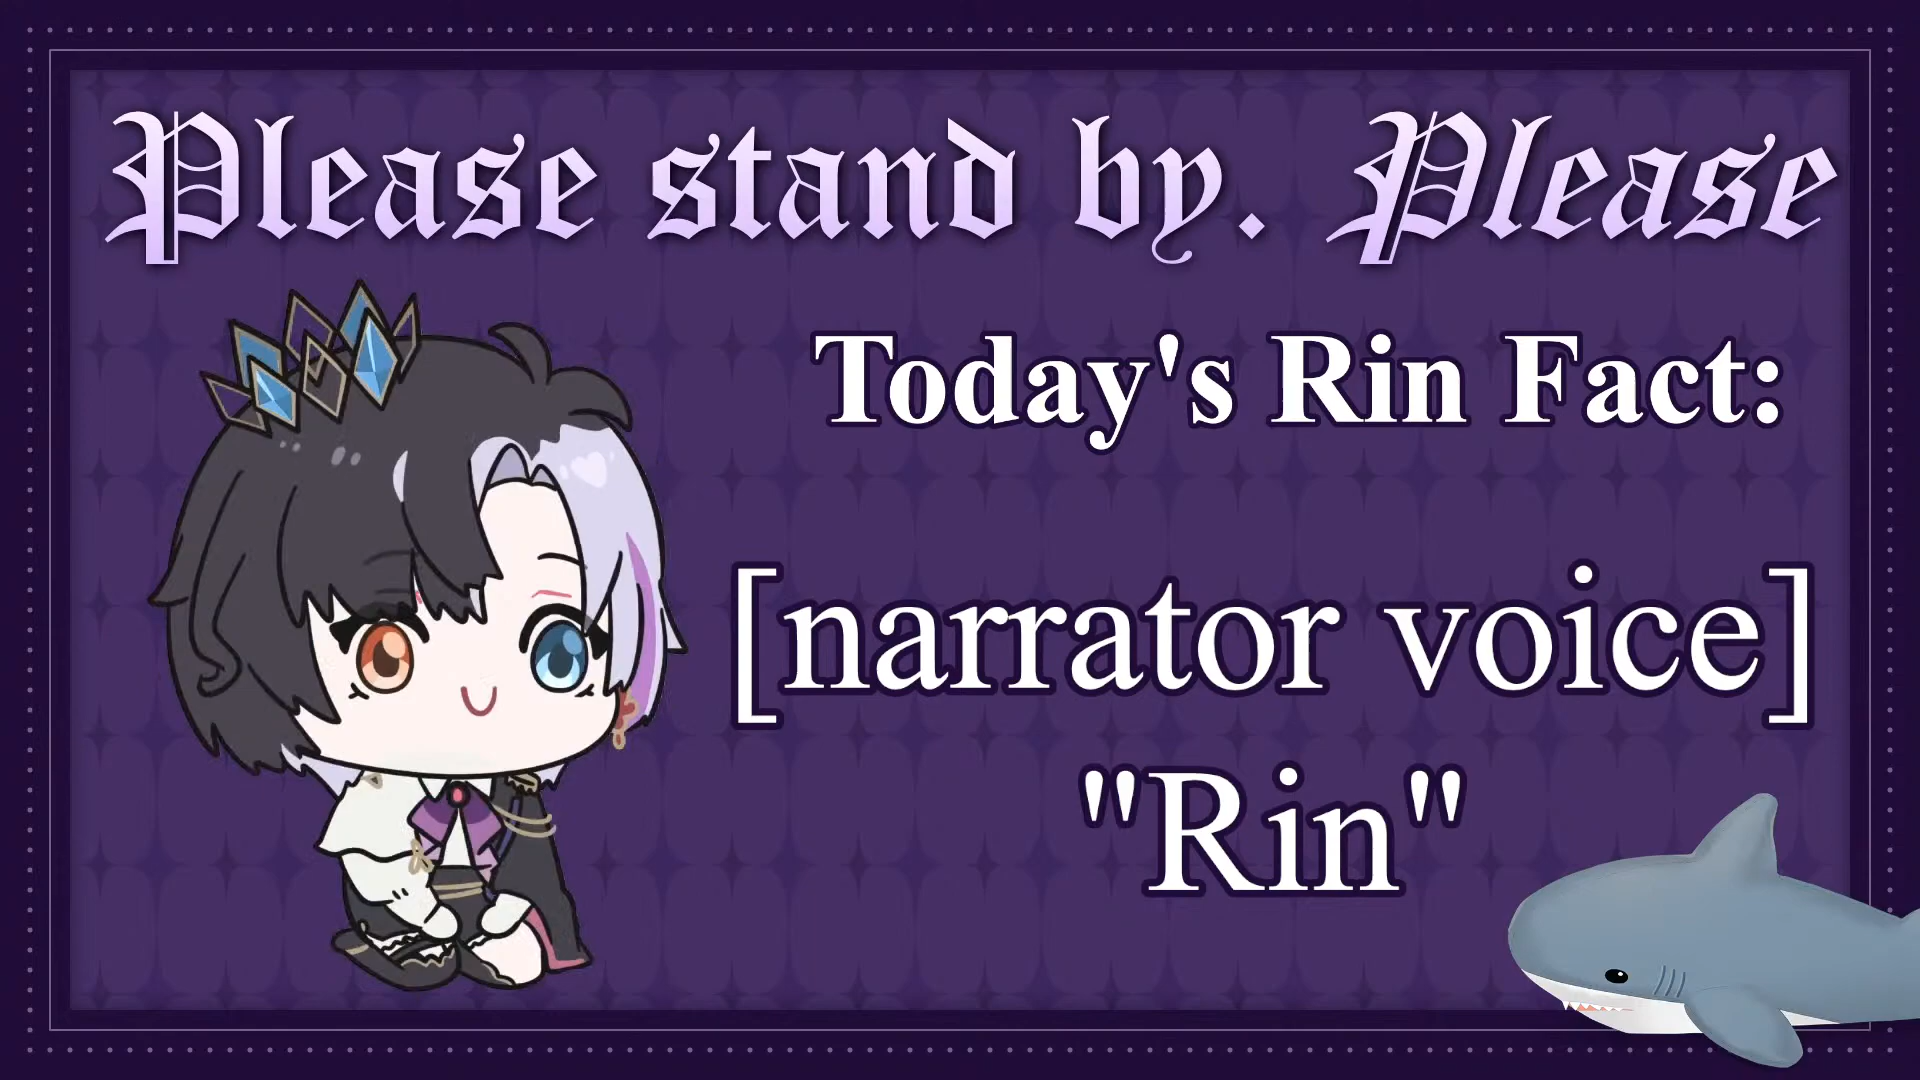 Please stand by. Please
Today's Rin Fact:
[narrator voice]
"Rin"